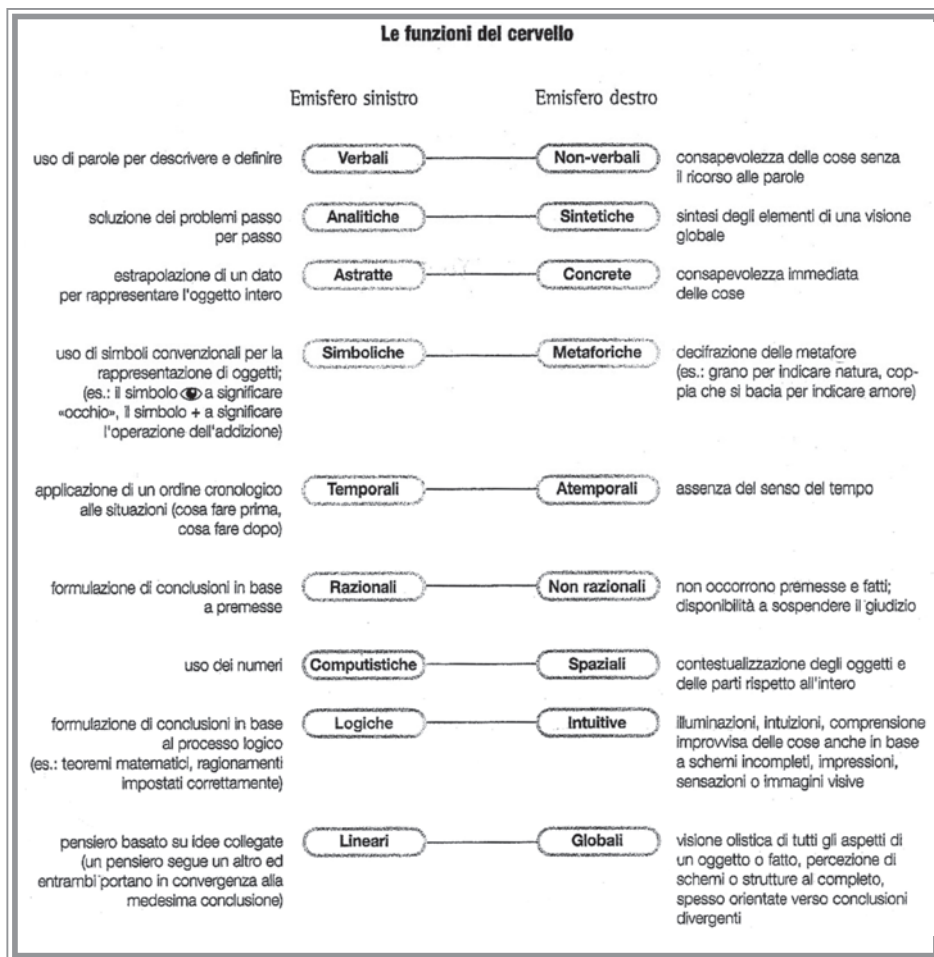 Le funzioni del cervello
Emisfero sinistro
Emisfero destro
uso di parole per descrivere e definire
Verbali
Non-verbali
consapevolezza delle cose senza
il ricorso alle parole
soluzione dei problemi passo
per passo
Analitiche
Sintetiche
sintesi degli elementi di una visione
globale
estrapolazione di un dato
per rappresentare l'oggetto intero
Astratte
Concrete
consapevolezza immediata
delle cose
uso di simboli convenzionali per la
rappresentazione di oggetti;
(es.: il simbolo a significare
«occhio», il simbolo + a significare
l'operazione dell'addizione)
Simboliche
Metaforiche
decifrazione delle metafore
(es.: grano per indicare natura, cop-
pia che si bacia per indicare amore)
applicazione di un ordine cronologico
alle situazioni (cosa fare prima,
cosa fare dopo)
Temporali
Atemporali
assenza del senso del tempo
formulazione di conclusioni in base
a premesse
Razionali
Non razionali
non occorrono premesse e fatti;
disponibilità a sospendere il giudizio
uso dei numeri
Computistiche
Spaziali
contestualizzazione degli oggetti e
delle parti rispetto all'intero
formulazione di conclusioni in base
al processo logico
(es.: teoremi matematici, ragionamenti
impostati correttamente)
Logiche
Intuitive
illuminazioni, intuizioni, comprensione
improvvisa delle cose anche in base
a schemi incompleti, impressioni,
sensazioni o immagini visive
pensiero basato su idee collegate
(un pensiero segue un altro ed
entrambi portano in convergenza alla
medesima conclusione)
Lineari
Globali
visione olistica di tutti gli aspetti di
un oggetto o fatto, percezione di
schemi o strutture al completo,
spesso orientate verso conclusioni
divergenti